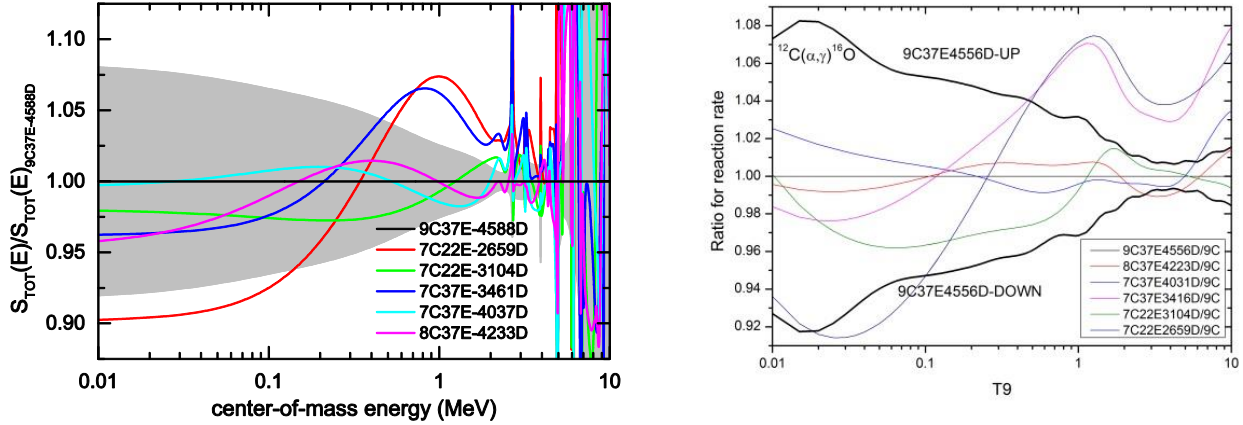 S_TOT(E)/S_TOT(E)_9C37E-4588D
1.10
1.05
1.00
0.95
0.90
9C37E-4588D
7C22E-2659D
7C22E-3104D
7C37E-3461D
7C37E-4037D
8C37E-4233D
0.01
0.1
1
10
center-of-mass energy (MeV)
Ratio for reaction rate
1.08
1.06
1.04
1.02
1.00
0.98
0.96
0.94
0.92
¹²C(α,γ)¹⁶O
9C37E4556D-UP
9C37E4556D-DOWN
9C37E4556D/9C
8C37E4223D/9C
7C37E4031D/9C
7C37E3416D/9C
7C22E3104D/9C
7C22E2659D/9C
0.01
0.1
1
10
T9